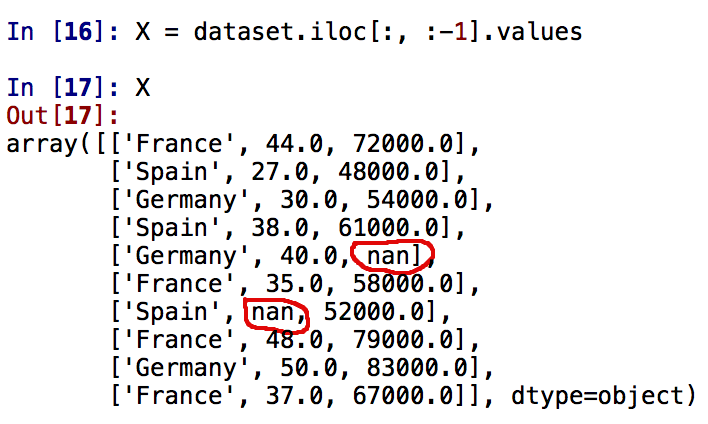 In [16]: X = dataset.iloc[:, :-1].values
In [17]: X
Out[17]:
array([['France', 44.0, 72000.0],
['Spain', 27.0, 48000.0],
['Germany', 30.0, 54000.0],
['Spain', 38.0, 61000.0],
['Germany', 40.0, nan],
['France', 35.0, 58000.0],
['Spain', nan, 52000.0],
['France', 48.0, 79000.0],
['Germany', 50.0, 83000.0],
['France', 37.0, 67000.0]], dtype=object)